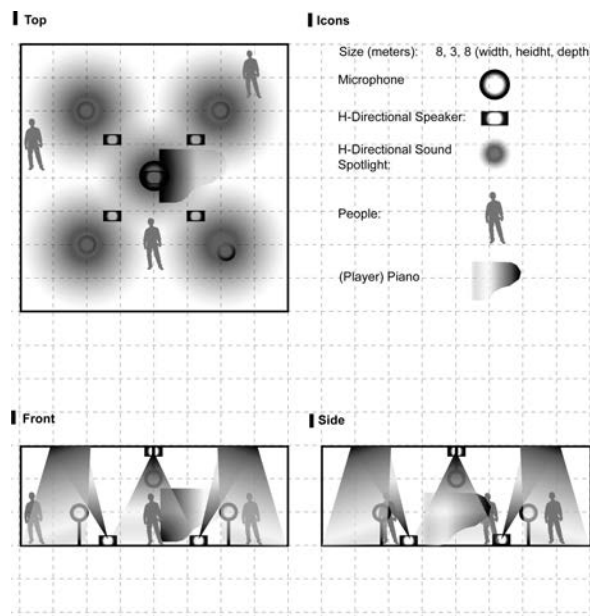 Top
Icons
Size (meters): 8, 3, 8 (width, heidht, depth
Microphone
H-Directional Speaker:
H-Directional Sound
Spotlight:
People:
(Player) Piano
Front
Side